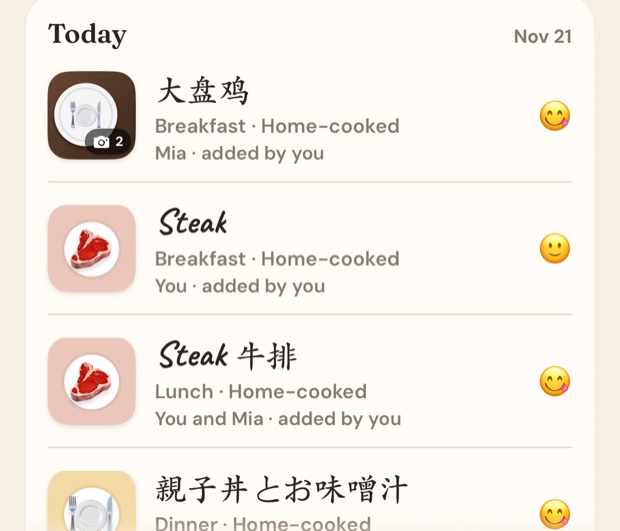 Today
Nov 21
大盘鸡
Breakfast · Home-cooked
Mia · added by you
2
Steak
Breakfast · Home-cooked
You · added by you
Steak 牛排
Lunch · Home-cooked
You and Mia · added by you
親子丼とお味噌汁
Dinner · Home-cooked